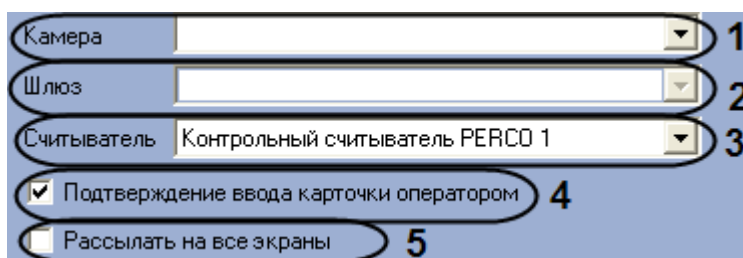 Камера 1
Шлюз 2
Считыватель Контрольный считыватель PERCO 1 3
Подтверждение ввода карточки оператором 4
Рассылать на все экраны 5